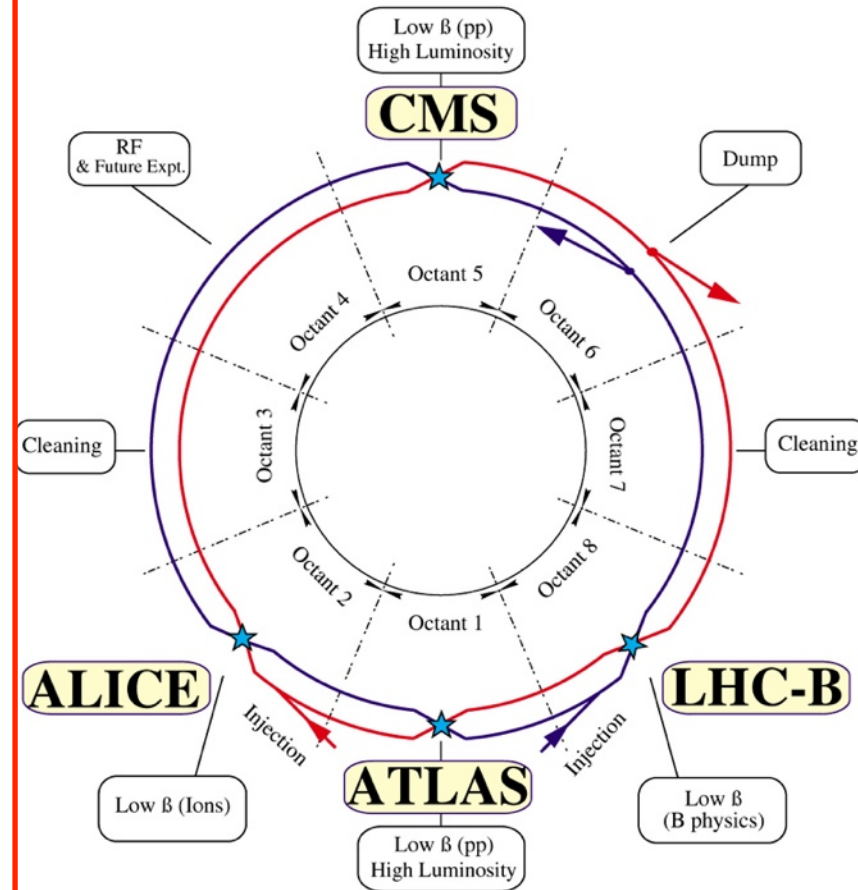 Low ß (pp)
High Luminosity
CMS
RF
& Future Expt.
Dump
Octant 5
Octant 4
Octant 6
Cleaning
Octant 3
Octant 7
Cleaning
Octant 2
Octant 8
Octant 1
ALICE
LHC-B
Injection
Injection
ATLAS
Low ß (Ions)
Low ß
(B physics)
Low ß (pp)
High Luminosity